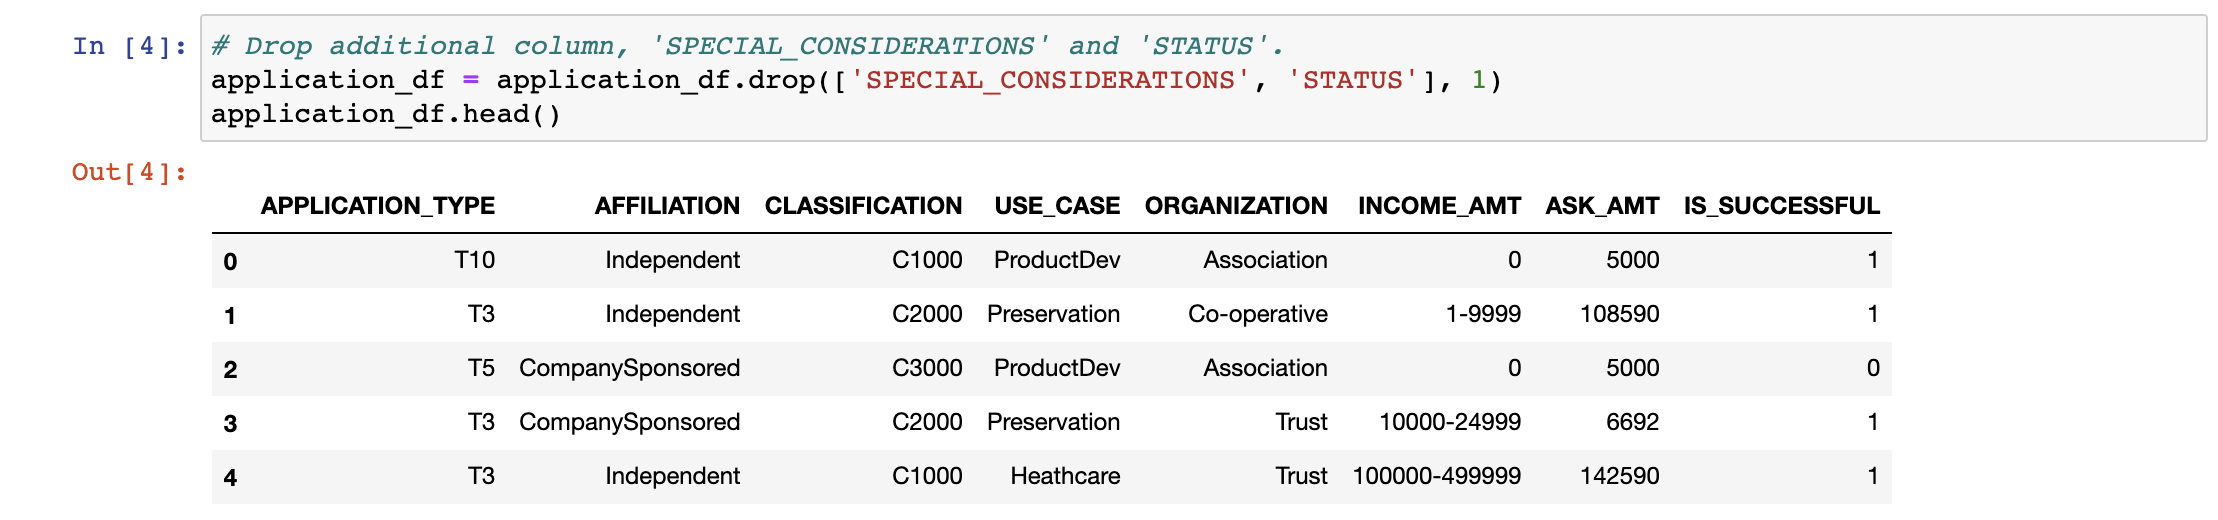 In [4]: # Drop additional column, 'SPECIAL_CONSIDERATIONS' and 'STATUS'.
application_df = application_df.drop(['SPECIAL_CONSIDERATIONS', 'STATUS'], 1)
application_df.head()
Out[4]:
APPLICATION_TYPE AFFILIATION CLASSIFICATION USE_CASE ORGANIZATION INCOME_AMT ASK_AMT IS_SUCCESSFUL
0 T10 Independent C1000 ProductDev Association 0 5000 1
1 T3 Independent C2000 Preservation Co-operative 1-9999 108590 1
2 T5 CompanySponsored C3000 ProductDev Association 0 5000 0
3 T3 CompanySponsored C2000 Preservation Trust 10000-24999 6692 1
4 T3 Independent C1000 Heathcare Trust 100000-499999 142590 1